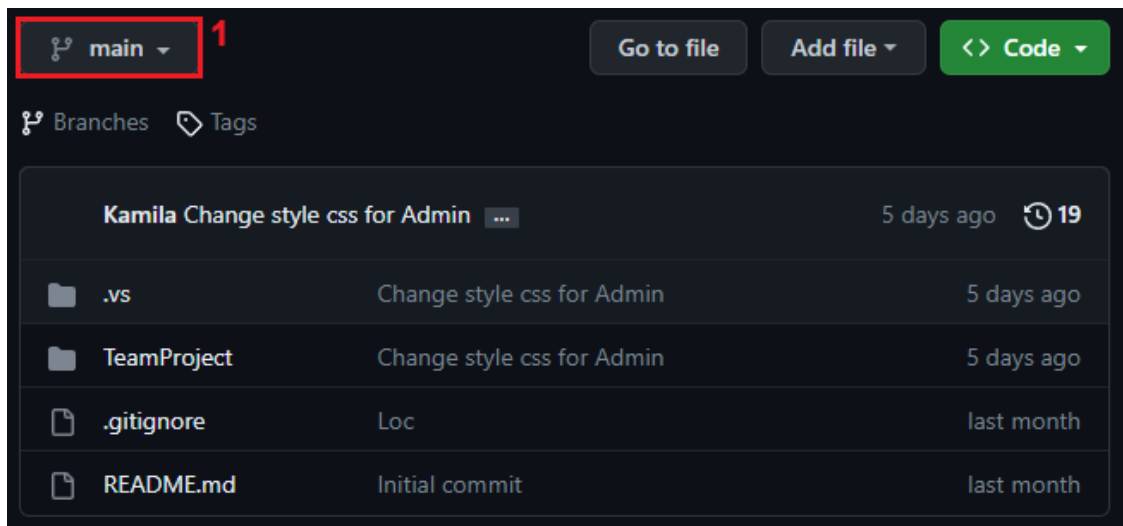 main 1 Go to file Add file <> Code
Branches Tags
Kamila Change style css for Admin ... 5 days ago 19
.vs Change style css for Admin 5 days ago
TeamProject Change style css for Admin 5 days ago
.gitignore Loc last month
README.md Initial commit last month